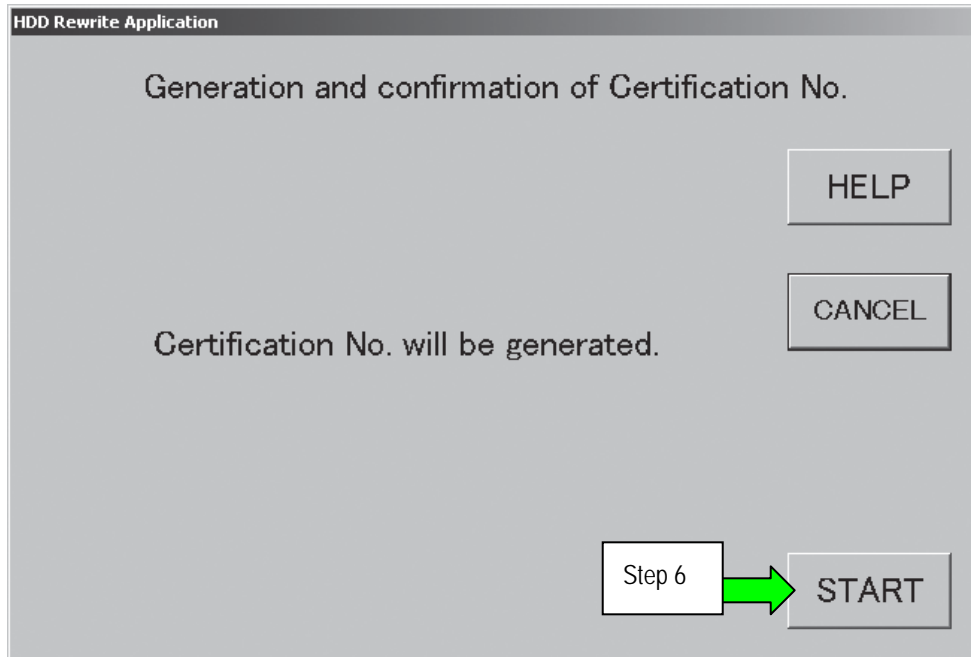 HDD Rewrite Application
Generation and confirmation of Certification No.
HELP
CANCEL
Certification No. will be generated.
Step 6
START